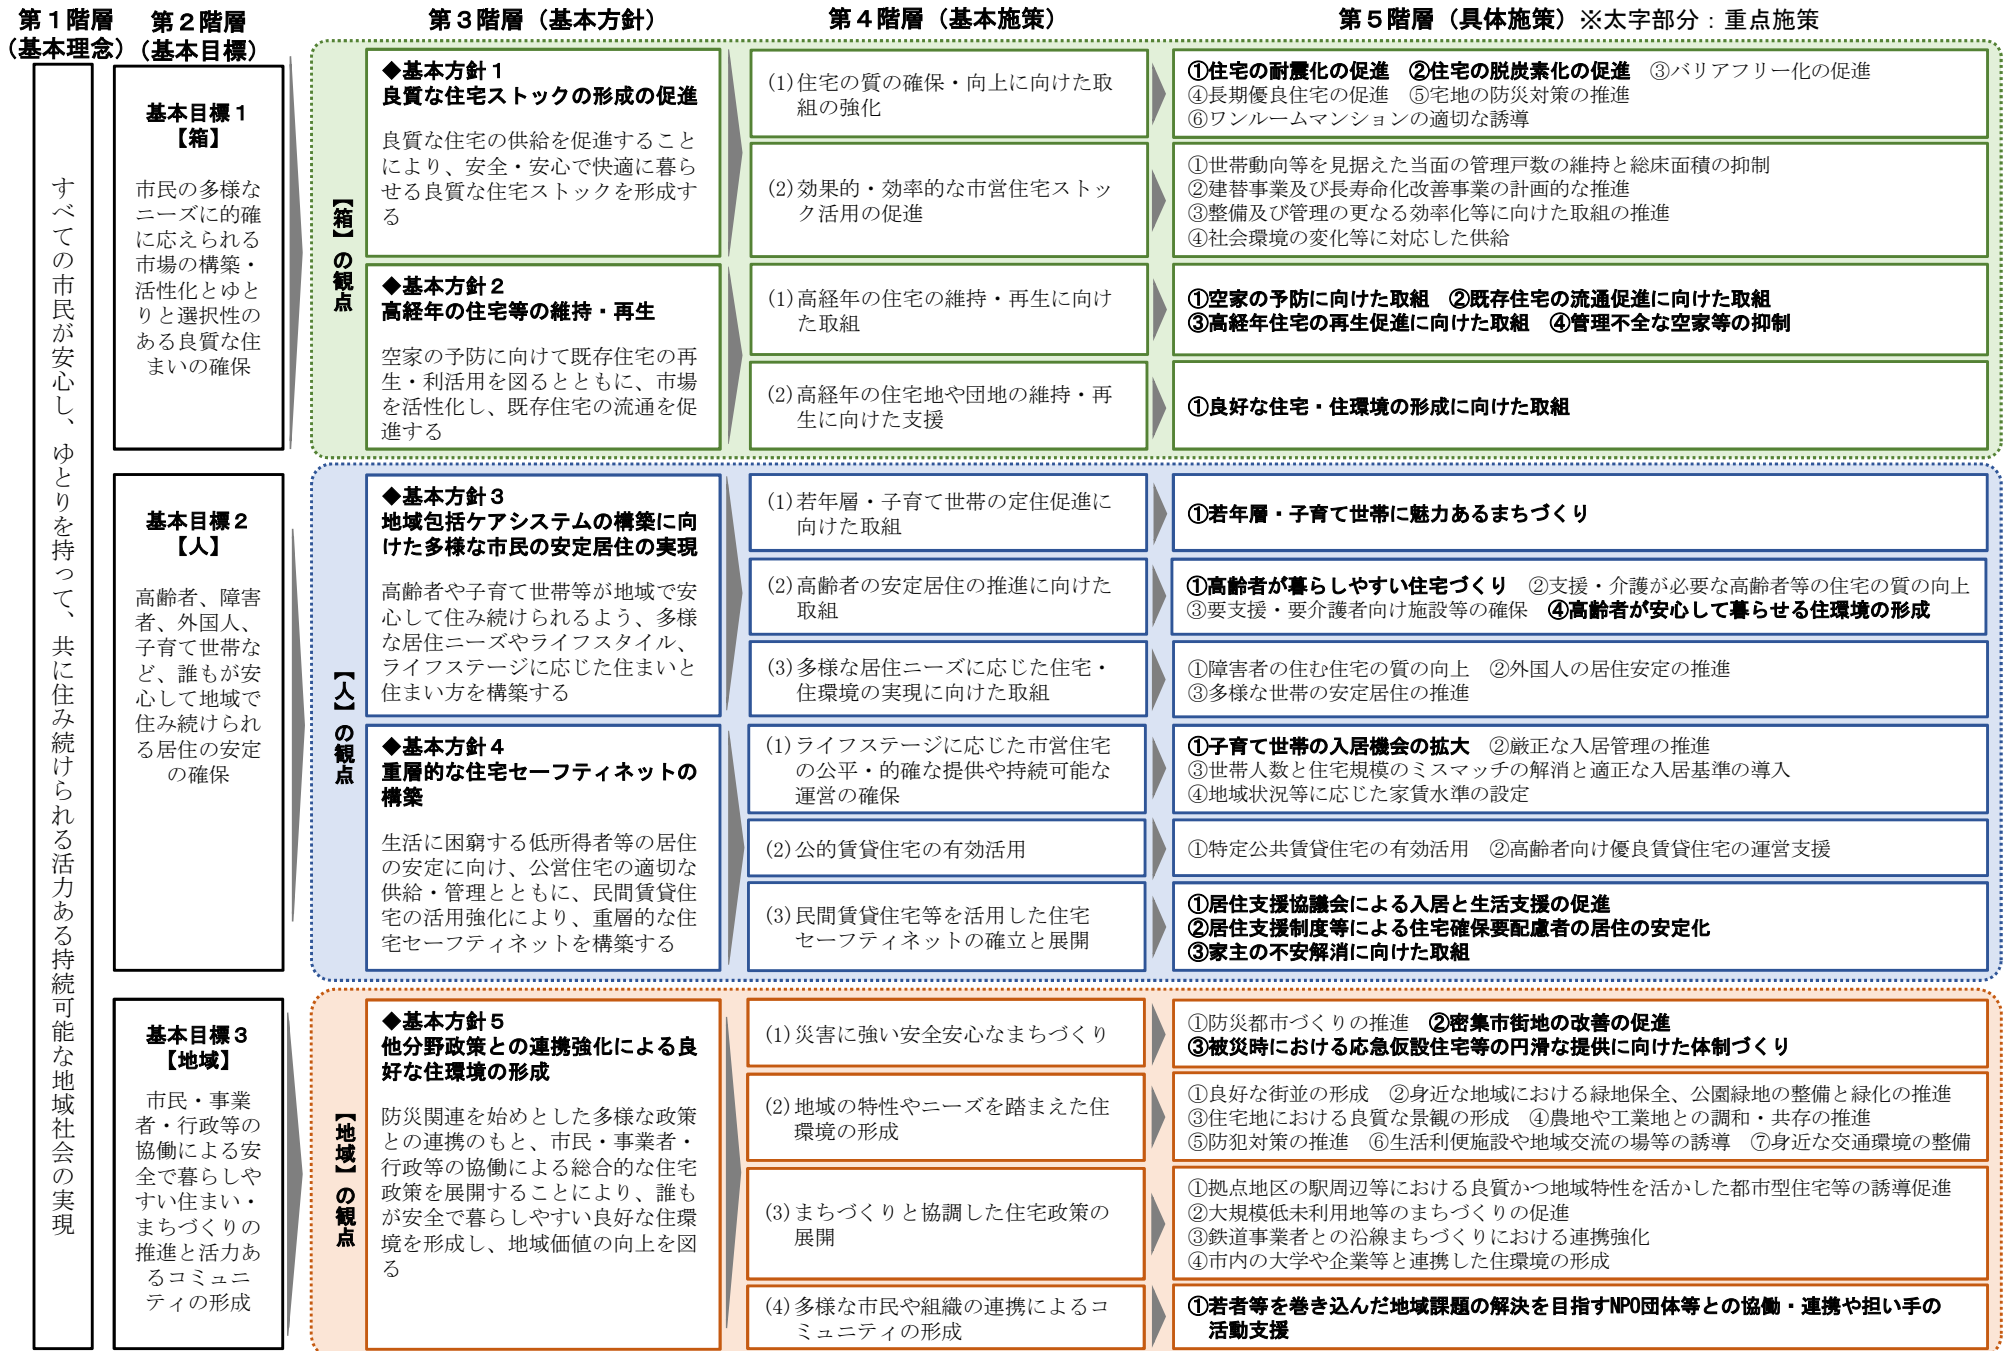 第１階層
（基本理念）
第２階層
（基本目標）
第３階層（基本方針）
第４階層（基本施策）
第５階層（具体施策）※太字部分：重点施策
すべての市民が安心し、ゆとりを持って、共に住み続けられる活力ある持続可能な地域社会の実現
基本目標１
【箱】
市民の多様な
ニーズに的確
に応えられる
市場の構築・
活性化とゆと
りと選択性の
ある良質な住
まいの確保
【箱】の観点
◆基本方針１
良質な住宅ストックの形成の促進
良質な住宅の供給を促進すること
により、安全・安心で快適に暮ら
せる良質な住宅ストックを形成す
る
(1)住宅の質の確保・向上に向けた取
組の強化
①住宅の耐震化の促進　②住宅の脱炭素化の促進　③バリアフリー化の促進
④長期優良住宅の促進　⑤宅地の防災対策の推進
⑥ワンルームマンションの適切な誘導
(2)効果的・効率的な市営住宅ストッ
ク活用の促進
①世帯動向等を見据えた当面の管理戸数の維持と総床面積の抑制
②建替事業及び長寿命化改善事業の計画的な推進
③整備及び管理の更なる効率化等に向けた取組の推進
④社会環境の変化等に対応した供給
◆基本方針２
高経年の住宅等の維持・再生
空家の予防に向けて既存住宅の再
生・利活用を図るとともに、市場
を活性化し、既存住宅の流通を促
進する
(1)高経年の住宅の維持・再生に向け
た取組
①空家の予防に向けた取組　②既存住宅の流通促進に向けた取組
③高経年住宅の再生促進に向けた取組　④管理不全な空家等の抑制
(2)高経年の住宅地や団地の維持・再
生に向けた支援
①良好な住宅・住環境の形成に向けた取組
基本目標２
【人】
高齢者、障害
者、外国人、
子育て世帯な
ど、誰もが安
心して地域で
住み続けられ
る居住の安定
の確保
【人】の観点
◆基本方針３
地域包括ケアシステムの構築に向
けた多様な市民の安定居住の実現
高齢者や子育て世帯等が地域で安
心して住み続けられるよう、多様
な居住ニーズやライフスタイル、
ライフステージに応じた住まいと
住まい方を構築する
(1)若年層・子育て世帯の定住促進に
向けた取組
①若年層・子育て世帯に魅力あるまちづくり
(2)高齢者の安定居住の推進に向けた
取組
①高齢者が暮らしやすい住宅づくり　②支援・介護が必要な高齢者等の住宅の質の向上
③要支援・要介護者向け施設等の確保　④高齢者が安心して暮らせる住環境の形成
(3)多様な居住ニーズに応じた住宅・
住環境の実現に向けた取組
①障害者の住む住宅の質の向上　②外国人の居住安定の推進
③多様な世帯の安定居住の推進
◆基本方針４
重層的な住宅セーフティネットの
構築
生活に困窮する低所得者等の居住
の安定に向け、公営住宅の適切な
供給・管理とともに、民間賃貸住
宅の活用強化により、重層的な住
宅セーフティネットを構築する
(1)ライフステージに応じた市営住宅
の公平・的確な提供や持続可能な
運営の確保
①子育て世帯の入居機会の拡大　②厳正な入居管理の推進
③世帯人数と住宅規模のミスマッチの解消と適正な入居基準の導入
④地域状況等に応じた家賃水準の設定
(2)公的賃貸住宅の有効活用
①特定公共賃貸住宅の有効活用　②高齢者向け優良賃貸住宅の運営支援
(3)民間賃貸住宅等を活用した住宅
セーフティネットの確立と展開
①居住支援協議会による入居と生活支援の促進
②居住支援制度等による住宅確保要配慮者の居住の安定化
③家主の不安解消に向けた取組
基本目標３
【地域】
市民・事業
者・行政等の
協働による安
全で暮らしや
すい住まい・
まちづくりの
推進と活力あ
るコミュニ
ティの形成
【地域】の観点
◆基本方針５
他分野政策との連携強化による良
好な住環境の形成
防災関連を始めとした多様な政策
との連携のもと、市民・事業者・
行政等の協働による総合的な住宅
政策を展開することにより、誰も
が安全で暮らしやすい良好な住環
境を形成し、地域価値の向上を図
る
(1)災害に強い安全安心なまちづくり
①防災都市づくりの推進　②密集市街地の改善の促進
③被災時における応急仮設住宅等の円滑な提供に向けた体制づくり
(2)地域の特性やニーズを踏まえた住
環境の形成
①良好な街並の形成　②身近な地域における緑地保全、公園緑地の整備と緑化の推進
③住宅地における良質な景観の形成　④農地や工業地との調和・共存の推進
⑤防犯対策の推進　⑥生活利便施設や地域交流の場等の誘導　⑦身近な交通環境の整備
(3)まちづくりと協調した住宅政策の
展開
①拠点地区の駅周辺等における良質かつ地域特性を活かした都市型住宅等の誘導促進
②大規模低未利用地等のまちづくりの促進
③鉄道事業者との沿線まちづくりにおける連携強化
④市内の大学や企業等と連携した住環境の形成
(4)多様な市民や組織の連携によるコ
ミュニティの形成
①若者等を巻き込んだ地域課題の解決を目指すNPO団体等との協働・連携や担い手の
活動支援